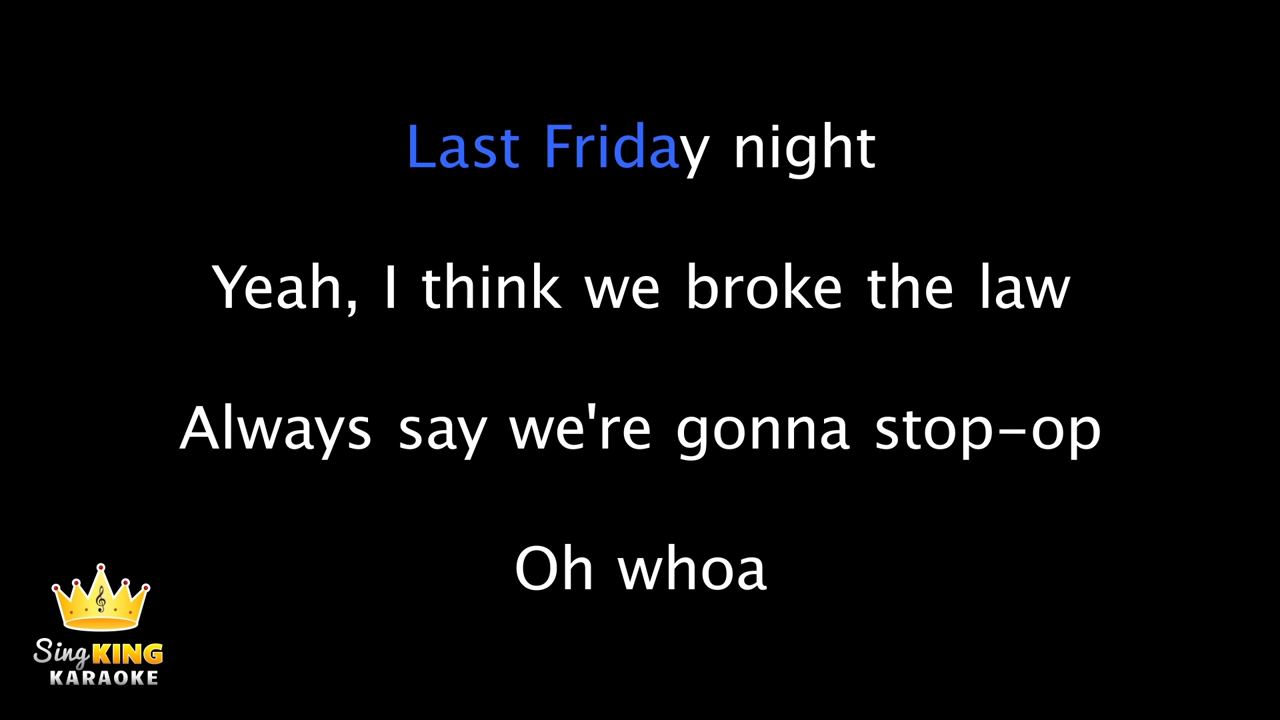 Last Friday night
Yeah, I think we broke the law
Always say we're gonna stop-op
Oh whoa
Sing KING
KARAOKE